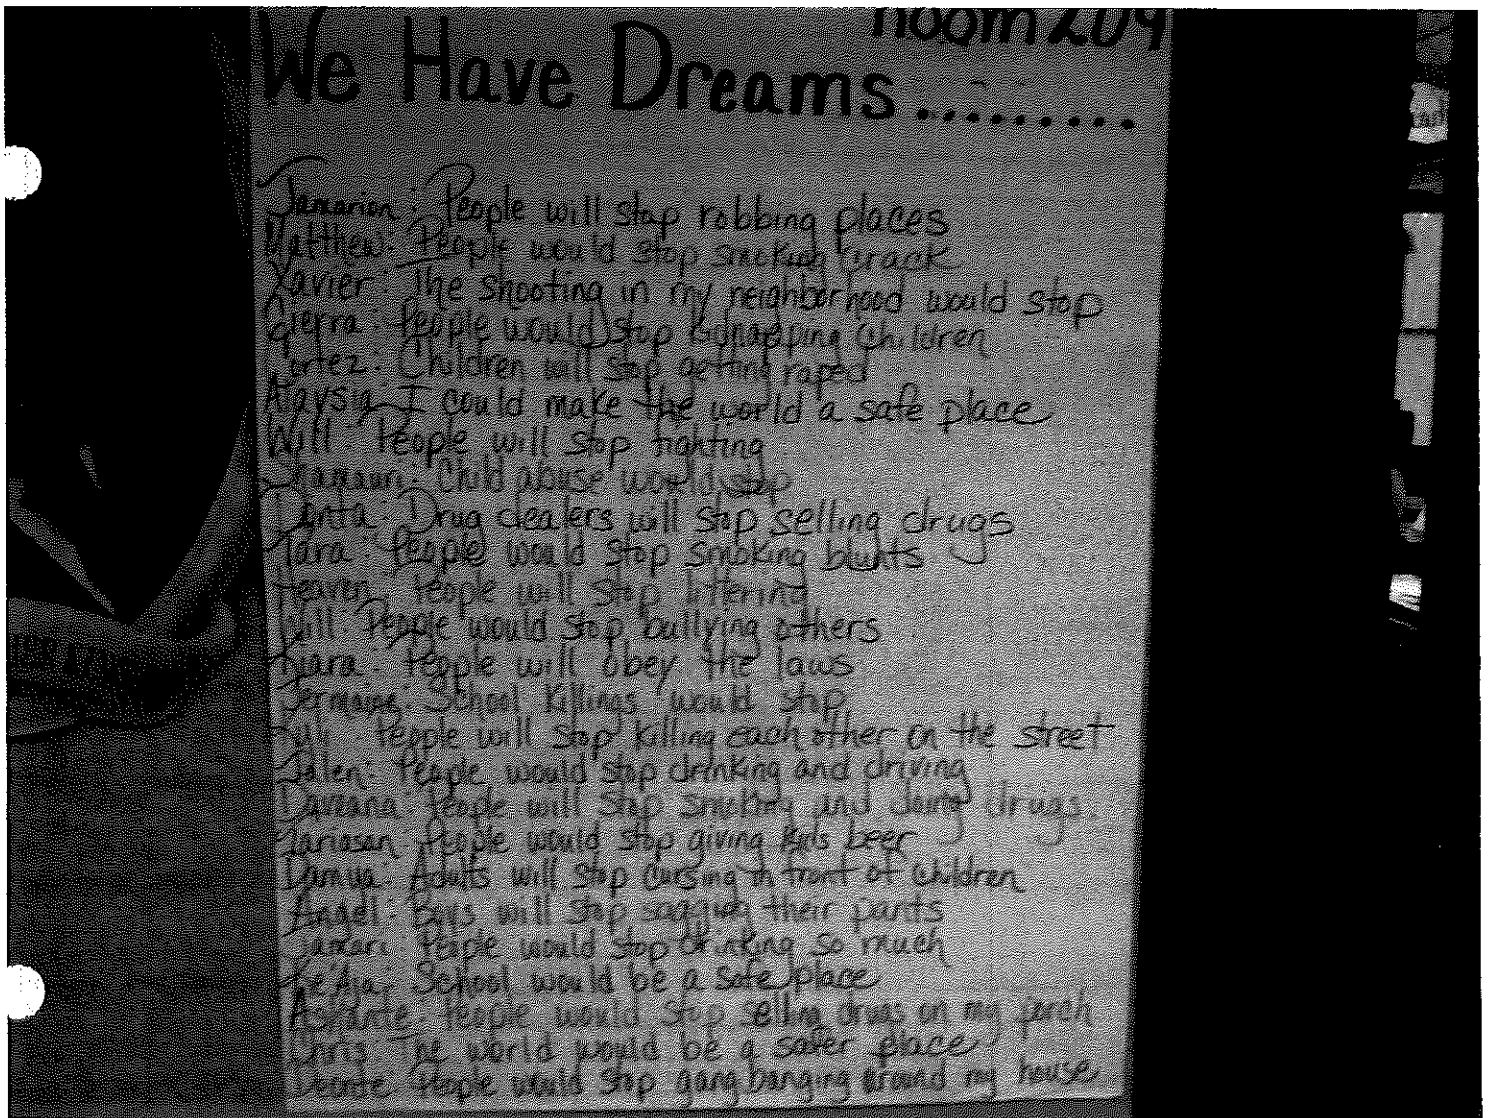 Room 209
We Have Dreams.........
Jamarion: People will stop robbing places
Matthew: People would stop smoking crack
Xavier: The shooting in my neighborhood would stop
Sierra: People would stop kidnapping children
Cortez: Children will stop getting raped
Alaysia: I could make the world a safe place
Will: People will stop fighting
Child abuse would stop
Donta: Drug dealers will stop selling drugs
People would stop smoking blunts
Heaven: People will stop littering
Will: People would stop bullying others
Kiara: People will obey the laws
Jermaine: School killings would stop
People will stop killing each other on the street
Jalen: People would stop drinking and driving
People will stop smoking and doing drugs.
People would stop giving kids beer
Damya: Adults will stop cursing in front of children
Angel: Boys will stop sagging their pants
Jamari: People would stop drinking so much
Ke'Aja: School would be a safe place
Ashante: People would stop selling drugs on my porch
Chris: The world would be a safer place
People would stop gang banging around my house